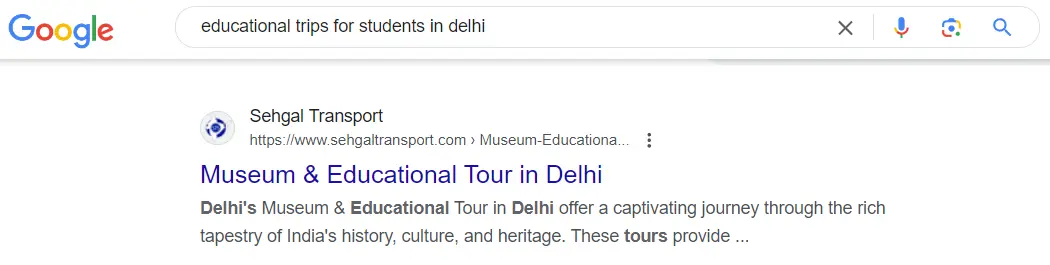 Google
educational trips for students in delhi
Sehgal Transport
https://www.sehgaltransport.com › Museum-Educationa...
Museum & Educational Tour in Delhi
Delhi's Museum & Educational Tour in Delhi offer a captivating journey through the rich
tapestry of India's history, culture, and heritage. These tours provide ...